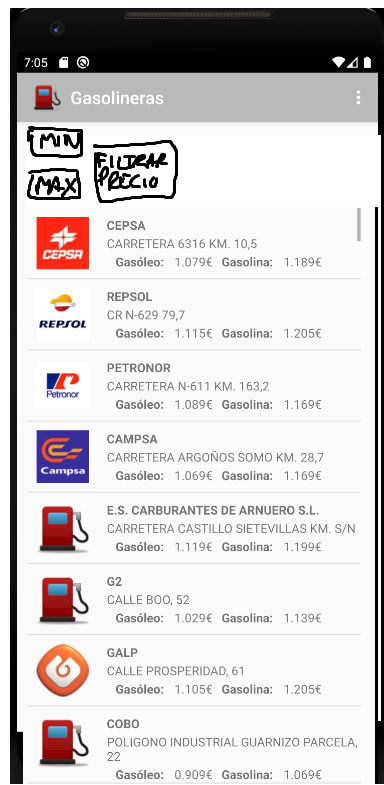 7:05
Gasolineras
MIN
MAX
FILTRAR
PRECIO
CEPSA
CEPSA
CARRETERA 6316 KM. 10,5
Gasóleo: 1.079€ Gasolina: 1.189€
REPSOL
REPSOL
CR N-629 79,7
Gasóleo: 1.115€ Gasolina: 1.205€
Petronor
PETRONOR
CARRETERA N-611 KM. 163,2
Gasóleo: 1.089€ Gasolina: 1.169€
Campsa
CAMPSA
CARRETERA ARGOÑOS SOMO KM. 28,7
Gasóleo: 1.069€ Gasolina: 1.169€
E.S. CARBURANTES DE ARNUERO S.L.
CARRETERA CASTILLO SIETEVILLAS KM. S/N
Gasóleo: 1.119€ Gasolina: 1.199€
G2
CALLE BOO, 52
Gasóleo: 1.029€ Gasolina: 1.139€
GALP
CALLE PROSPERIDAD, 61
Gasóleo: 1.105€ Gasolina: 1.205€
COBO
POLIGONO INDUSTRIAL GUARNIZO PARCELA,
22
Gasóleo: 0.909€ Gasolina: 1.069€